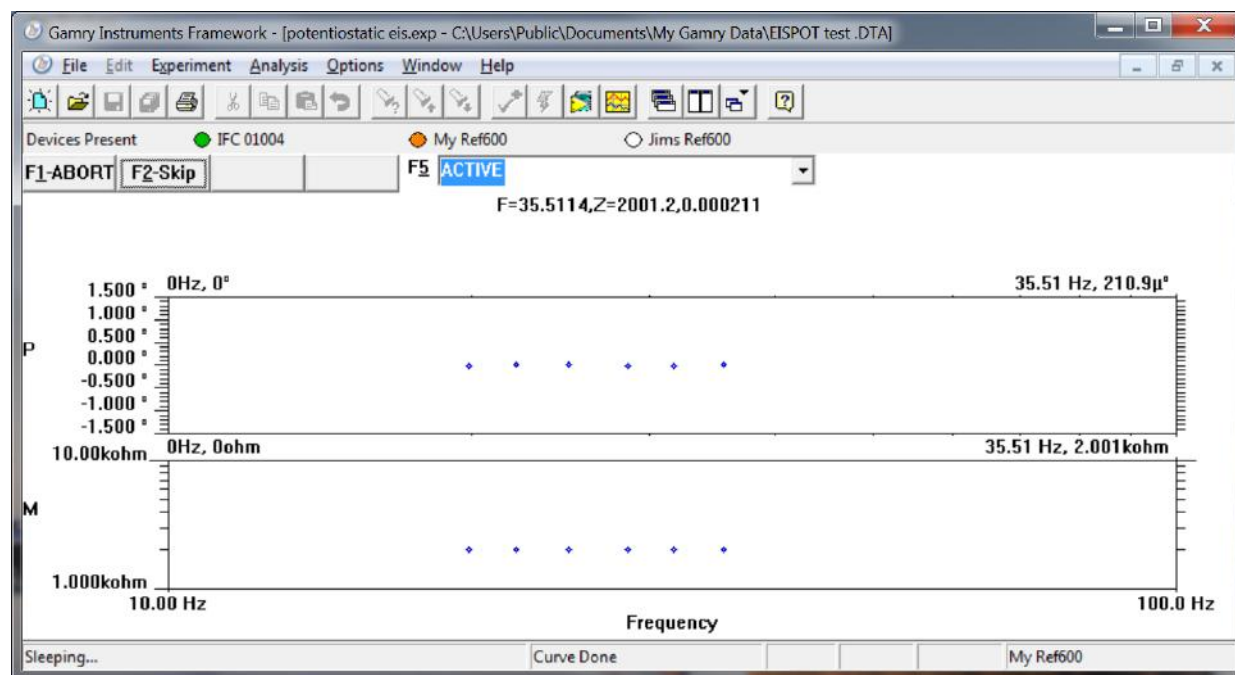 Gamry Instruments Framework - [potentiostatic eis.exp - C:\Users\Public\Documents\My Gamry Data\EISPOT test .DTA]
File Edit Experiment Analysis Options Window Help
Devices Present IFC 01004 My Ref600 Jims Ref600
F1-ABORT F2-Skip F5 ACTIVE
F=35.5114,Z=2001.2,0.000211
0Hz, 0° 35.51 Hz, 210.9µ°
1.500 °
1.000 °
0.500 °
P
0.000 °
-0.500 °
-1.000 °
-1.500 °
0Hz, 0ohm 35.51 Hz, 2.001kohm
10.00kohm
M
1.000kohm
10.00 Hz 100.0 Hz
Frequency
Sleeping... Curve Done My Ref600